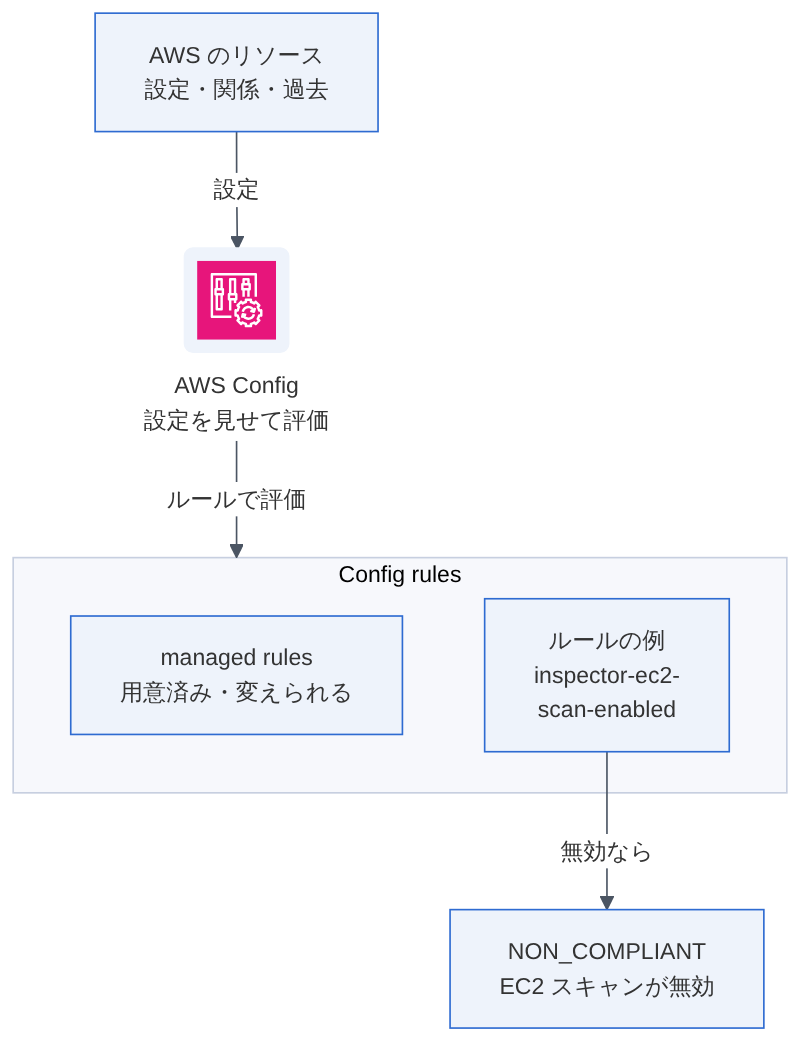 AWS のリソース
設定・関係・過去
設定
AWS Config
設定を見せて評価
ルールで評価
Config rules
managed rules
用意済み・変えられる
ルールの例
inspector-ec2-
scan-enabled
無効なら
NON_COMPLIANT
EC2 スキャンが無効